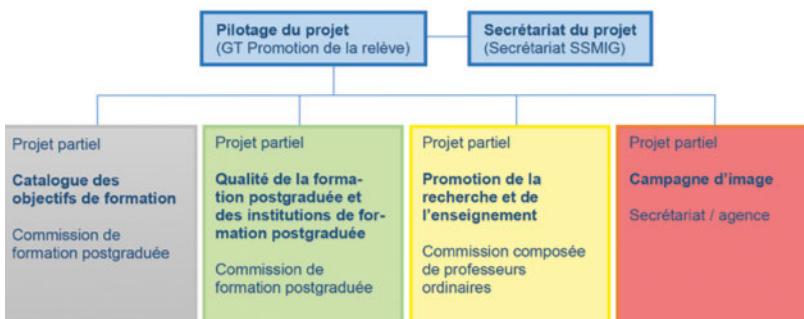 Pilotage du projet
(GT Promotion de la relève)
Secrétariat du projet
(Secrétariat SSMIG)
Projet partiel
Catalogue des
objectifs de formation
Commission de
formation postgraduée
Projet partiel
Qualité de la forma-
tion postgraduée et
des institutions de for-
mation postgraduée
Commission de
formation postgraduée
Projet partiel
Promotion de la
recherche et de
l'enseignement
Commission composée
de professeurs
ordinaires
Projet partiel
Campagne d'image
Secrétariat / agence